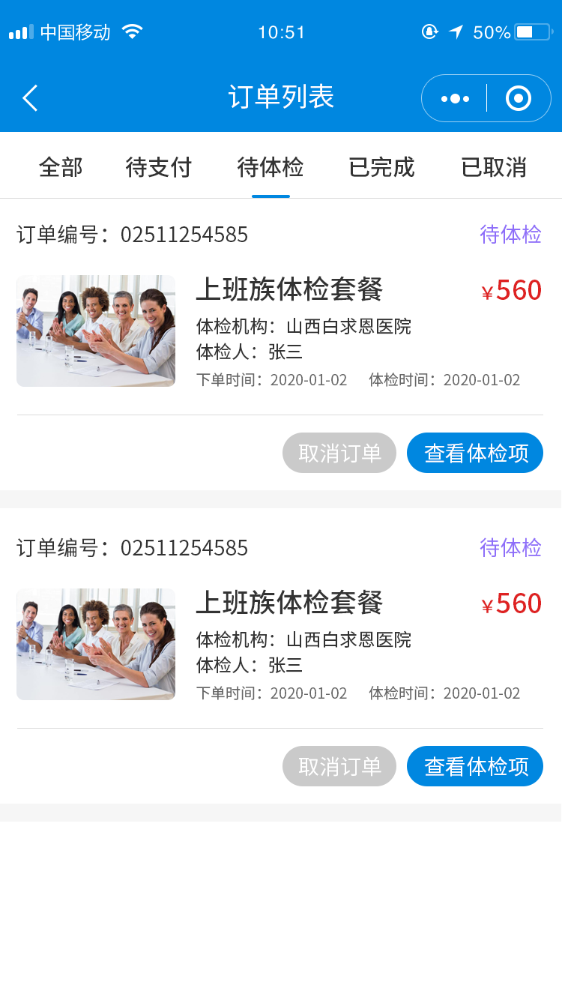 中国移动 10:51 50%
订单列表
全部 待支付 待体检 已完成 已取消
订单编号：02511254585 待体检
上班族体检套餐 ¥560
体检机构：山西白求恩医院
体检人：张三
下单时间：2020-01-02 体检时间：2020-01-02
取消订单 查看体检项
订单编号：02511254585 待体检
上班族体检套餐 ¥560
体检机构：山西白求恩医院
体检人：张三
下单时间：2020-01-02 体检时间：2020-01-02
取消订单 查看体检项